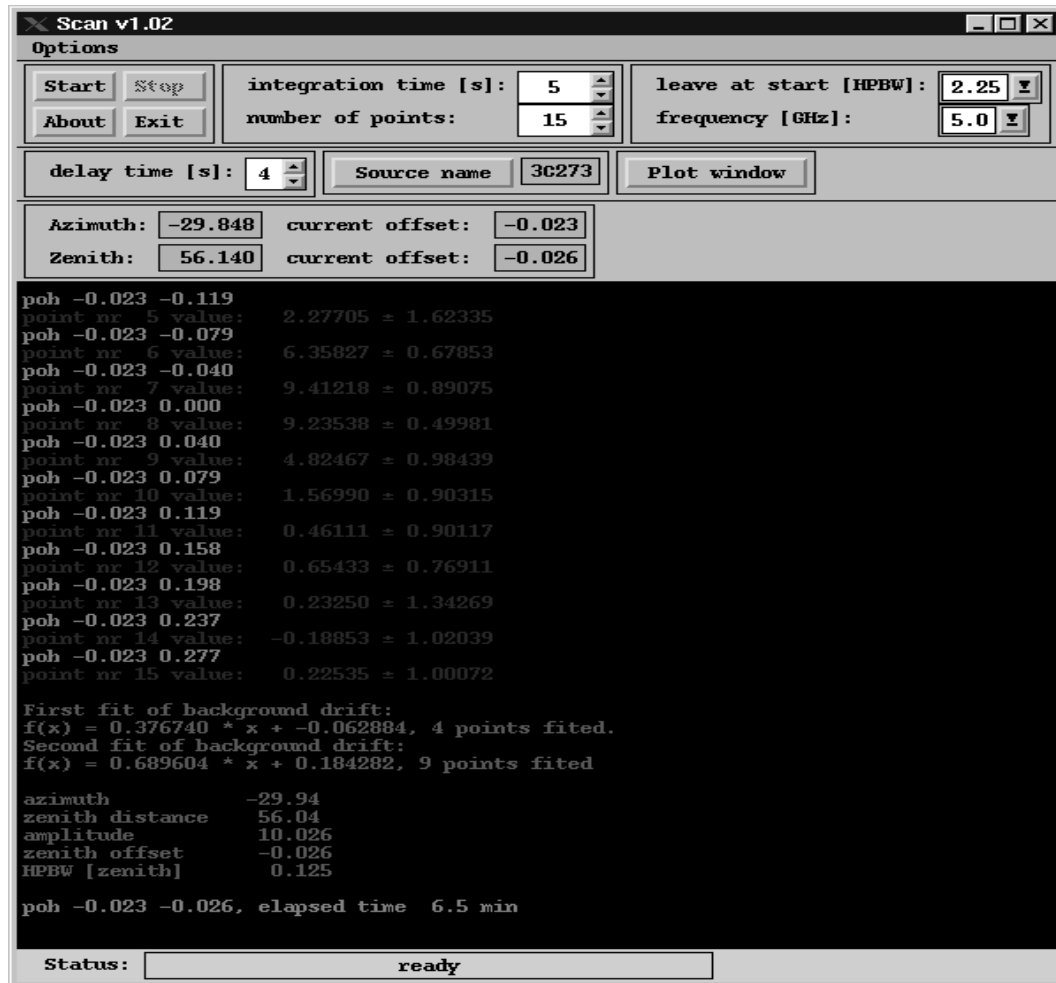 Scan v1.02
Options
Start Stop integration time [s]: 5 leave at start [HPBW]: 2.25
About Exit number of points: 15 frequency [GHz]: 5.0
delay time [s]: 4 Source name 3C273 Plot window
Azimuth: -29.848 current offset: -0.023
Zenith: 56.140 current offset: -0.026
poh -0.023 -0.119
point nr 5 value: 2.27705 ± 1.62335
poh -0.023 -0.079
point nr 6 value: 6.35827 ± 0.67853
poh -0.023 -0.040
point nr 7 value: 9.41218 ± 0.89075
poh -0.023 0.000
point nr 8 value: 9.23538 ± 0.49981
poh -0.023 0.040
point nr 9 value: 4.82467 ± 0.98439
poh -0.023 0.079
point nr 10 value: 1.56990 ± 0.90315
poh -0.023 0.119
point nr 11 value: 0.46111 ± 0.90117
poh -0.023 0.158
point nr 12 value: 0.65433 ± 0.76911
poh -0.023 0.198
point nr 13 value: 0.23250 ± 1.34269
poh -0.023 0.237
point nr 14 value: -0.18853 ± 1.02039
poh -0.023 0.277
point nr 15 value: 0.22535 ± 1.00072
First fit of background drift:
f(x) = 0.376740 * x + -0.062884, 4 points fited.
Second fit of background drift:
f(x) = 0.689604 * x + 0.184282, 9 points fited
azimuth -29.94
zenith distance 56.04
amplitude 10.026
zenith offset -0.026
HPBW [zenith] 0.125
poh -0.023 -0.026, elapsed time 6.5 min
Status: ready